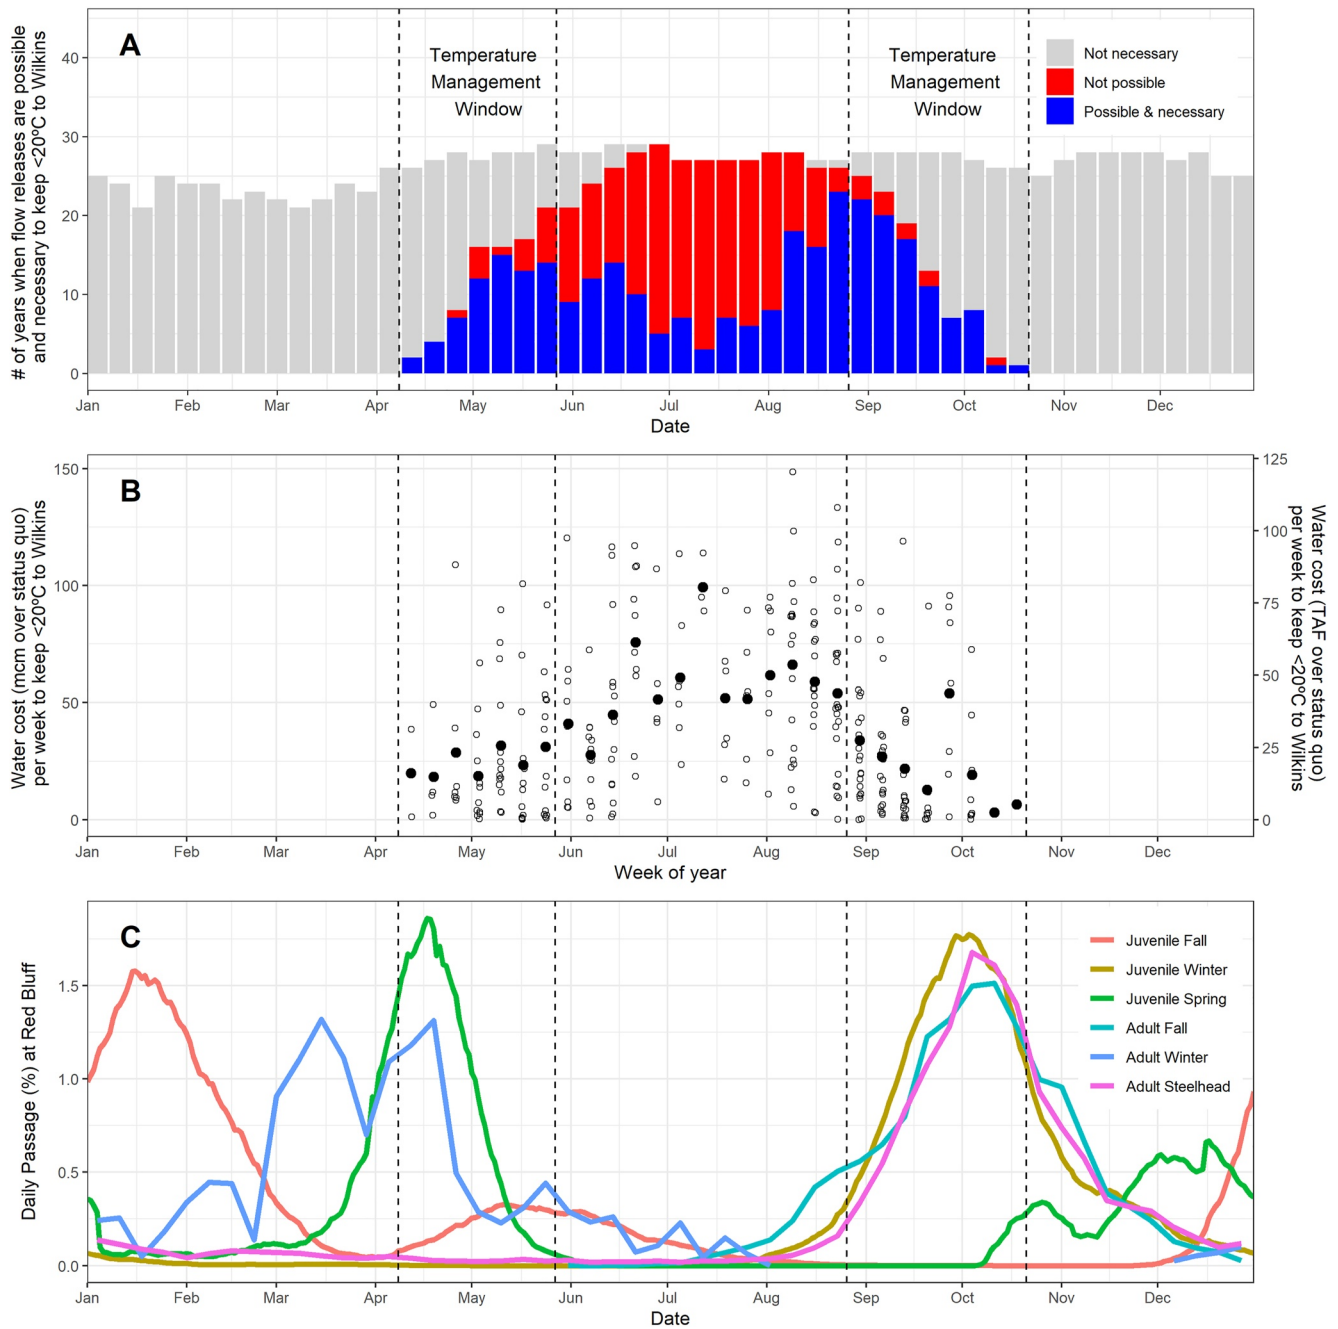 A
# of years when flow releases are possible
and necessary to keep <20°C to Wilkins
40
30
20
10
0
Temperature
Management
Window
Temperature
Management
Window
Not necessary
Not possible
Possible & necessary
Jan
Feb
Mar
Apr
May
Jun
Jul
Aug
Sep
Oct
Nov
Dec
Date
B
Water cost (mcm over status quo)
per week to keep <20°C to Wilkins
150
100
50
0
Water cost (TAF over status quo)
per week to keep <20°C to Wilkins
125
100
75
50
25
0
Jan
Feb
Mar
Apr
May
Jun
Jul
Aug
Sep
Oct
Nov
Dec
Week of year
C
Daily Passage (%) at Red Bluff
1.5
1.0
0.5
0.0
Juvenile Fall
Juvenile Winter
Juvenile Spring
Adult Fall
Adult Winter
Adult Steelhead
Jan
Feb
Mar
Apr
May
Jun
Jul
Aug
Sep
Oct
Nov
Dec
Date